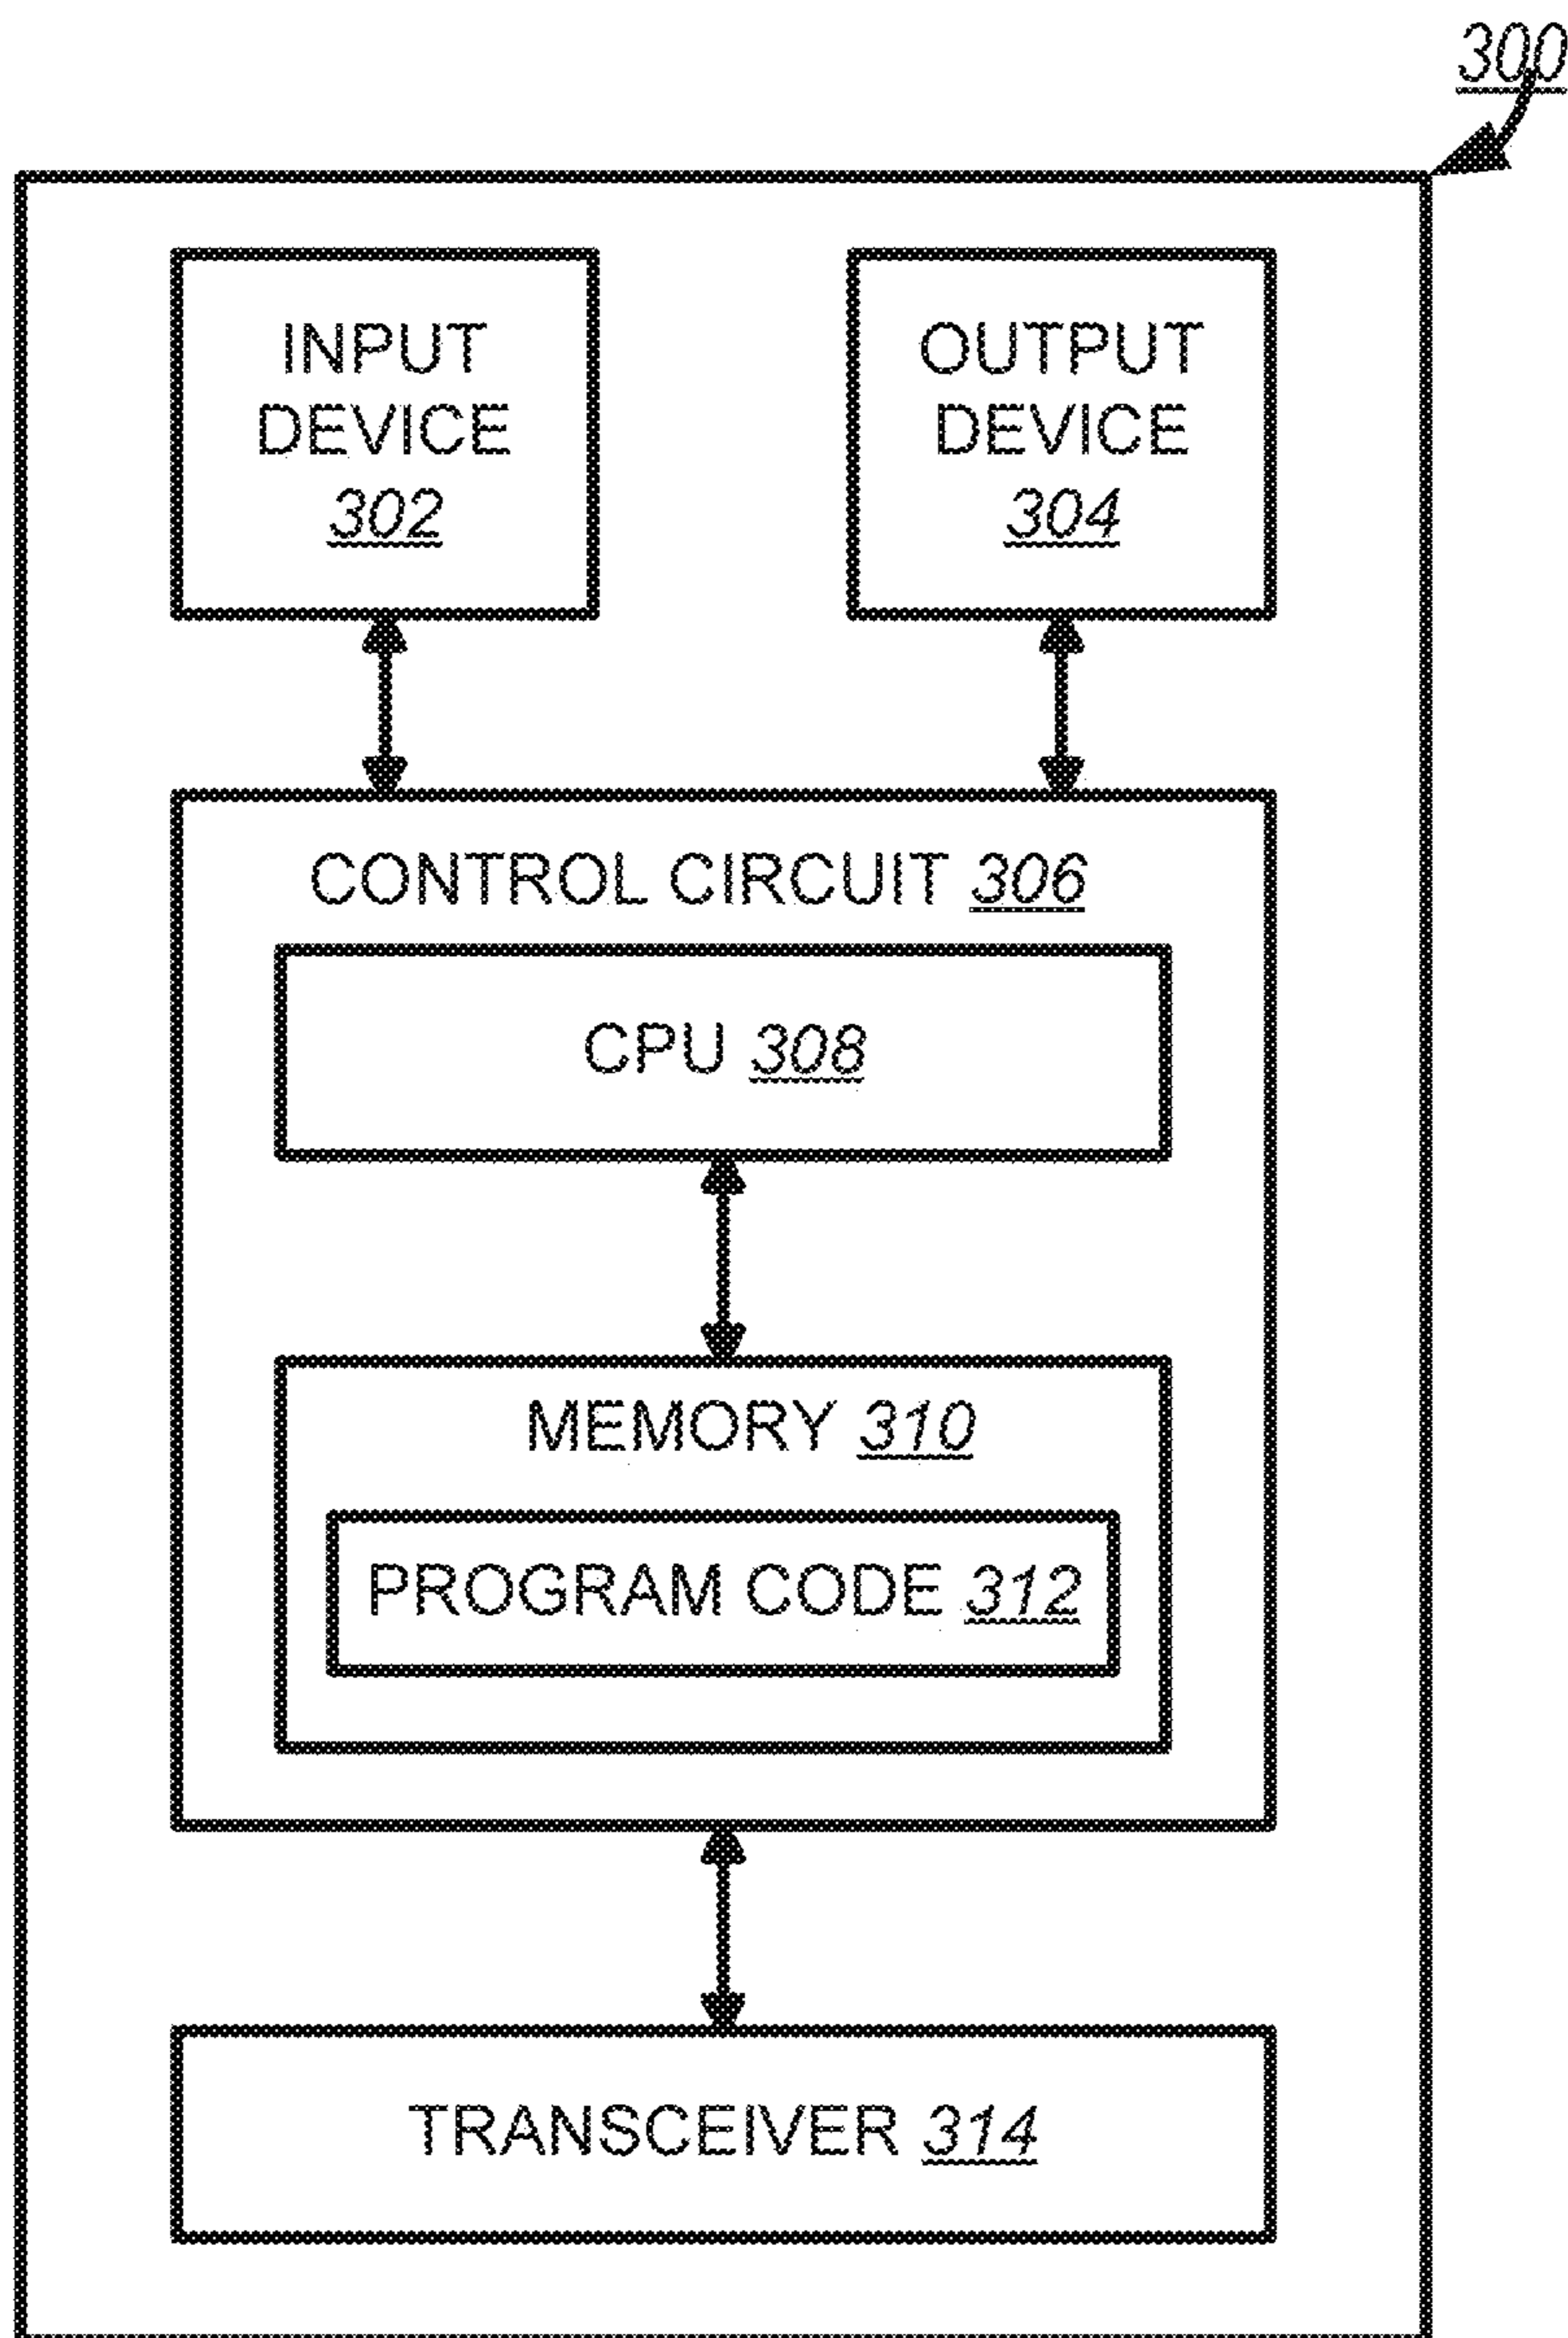 300
INPUT
DEVICE
302
OUTPUT
DEVICE
304
CONTROL CIRCUIT 306
CPU 308
MEMORY 310
PROGRAM CODE 312
TRANSCEIVER 314